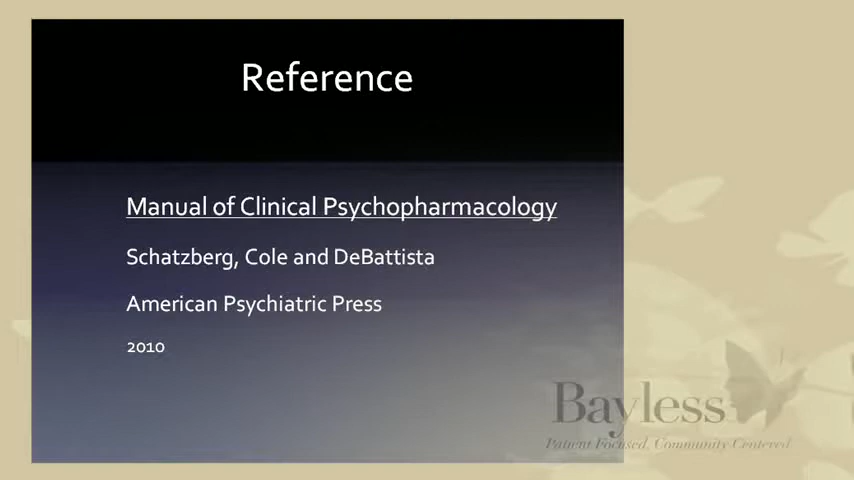 Reference
Manual of Clinical Psychopharmacology
Schatzberg, Cole and DeBattista
American Psychiatric Press
2010
Bayless
Patient Focused, Community Centered